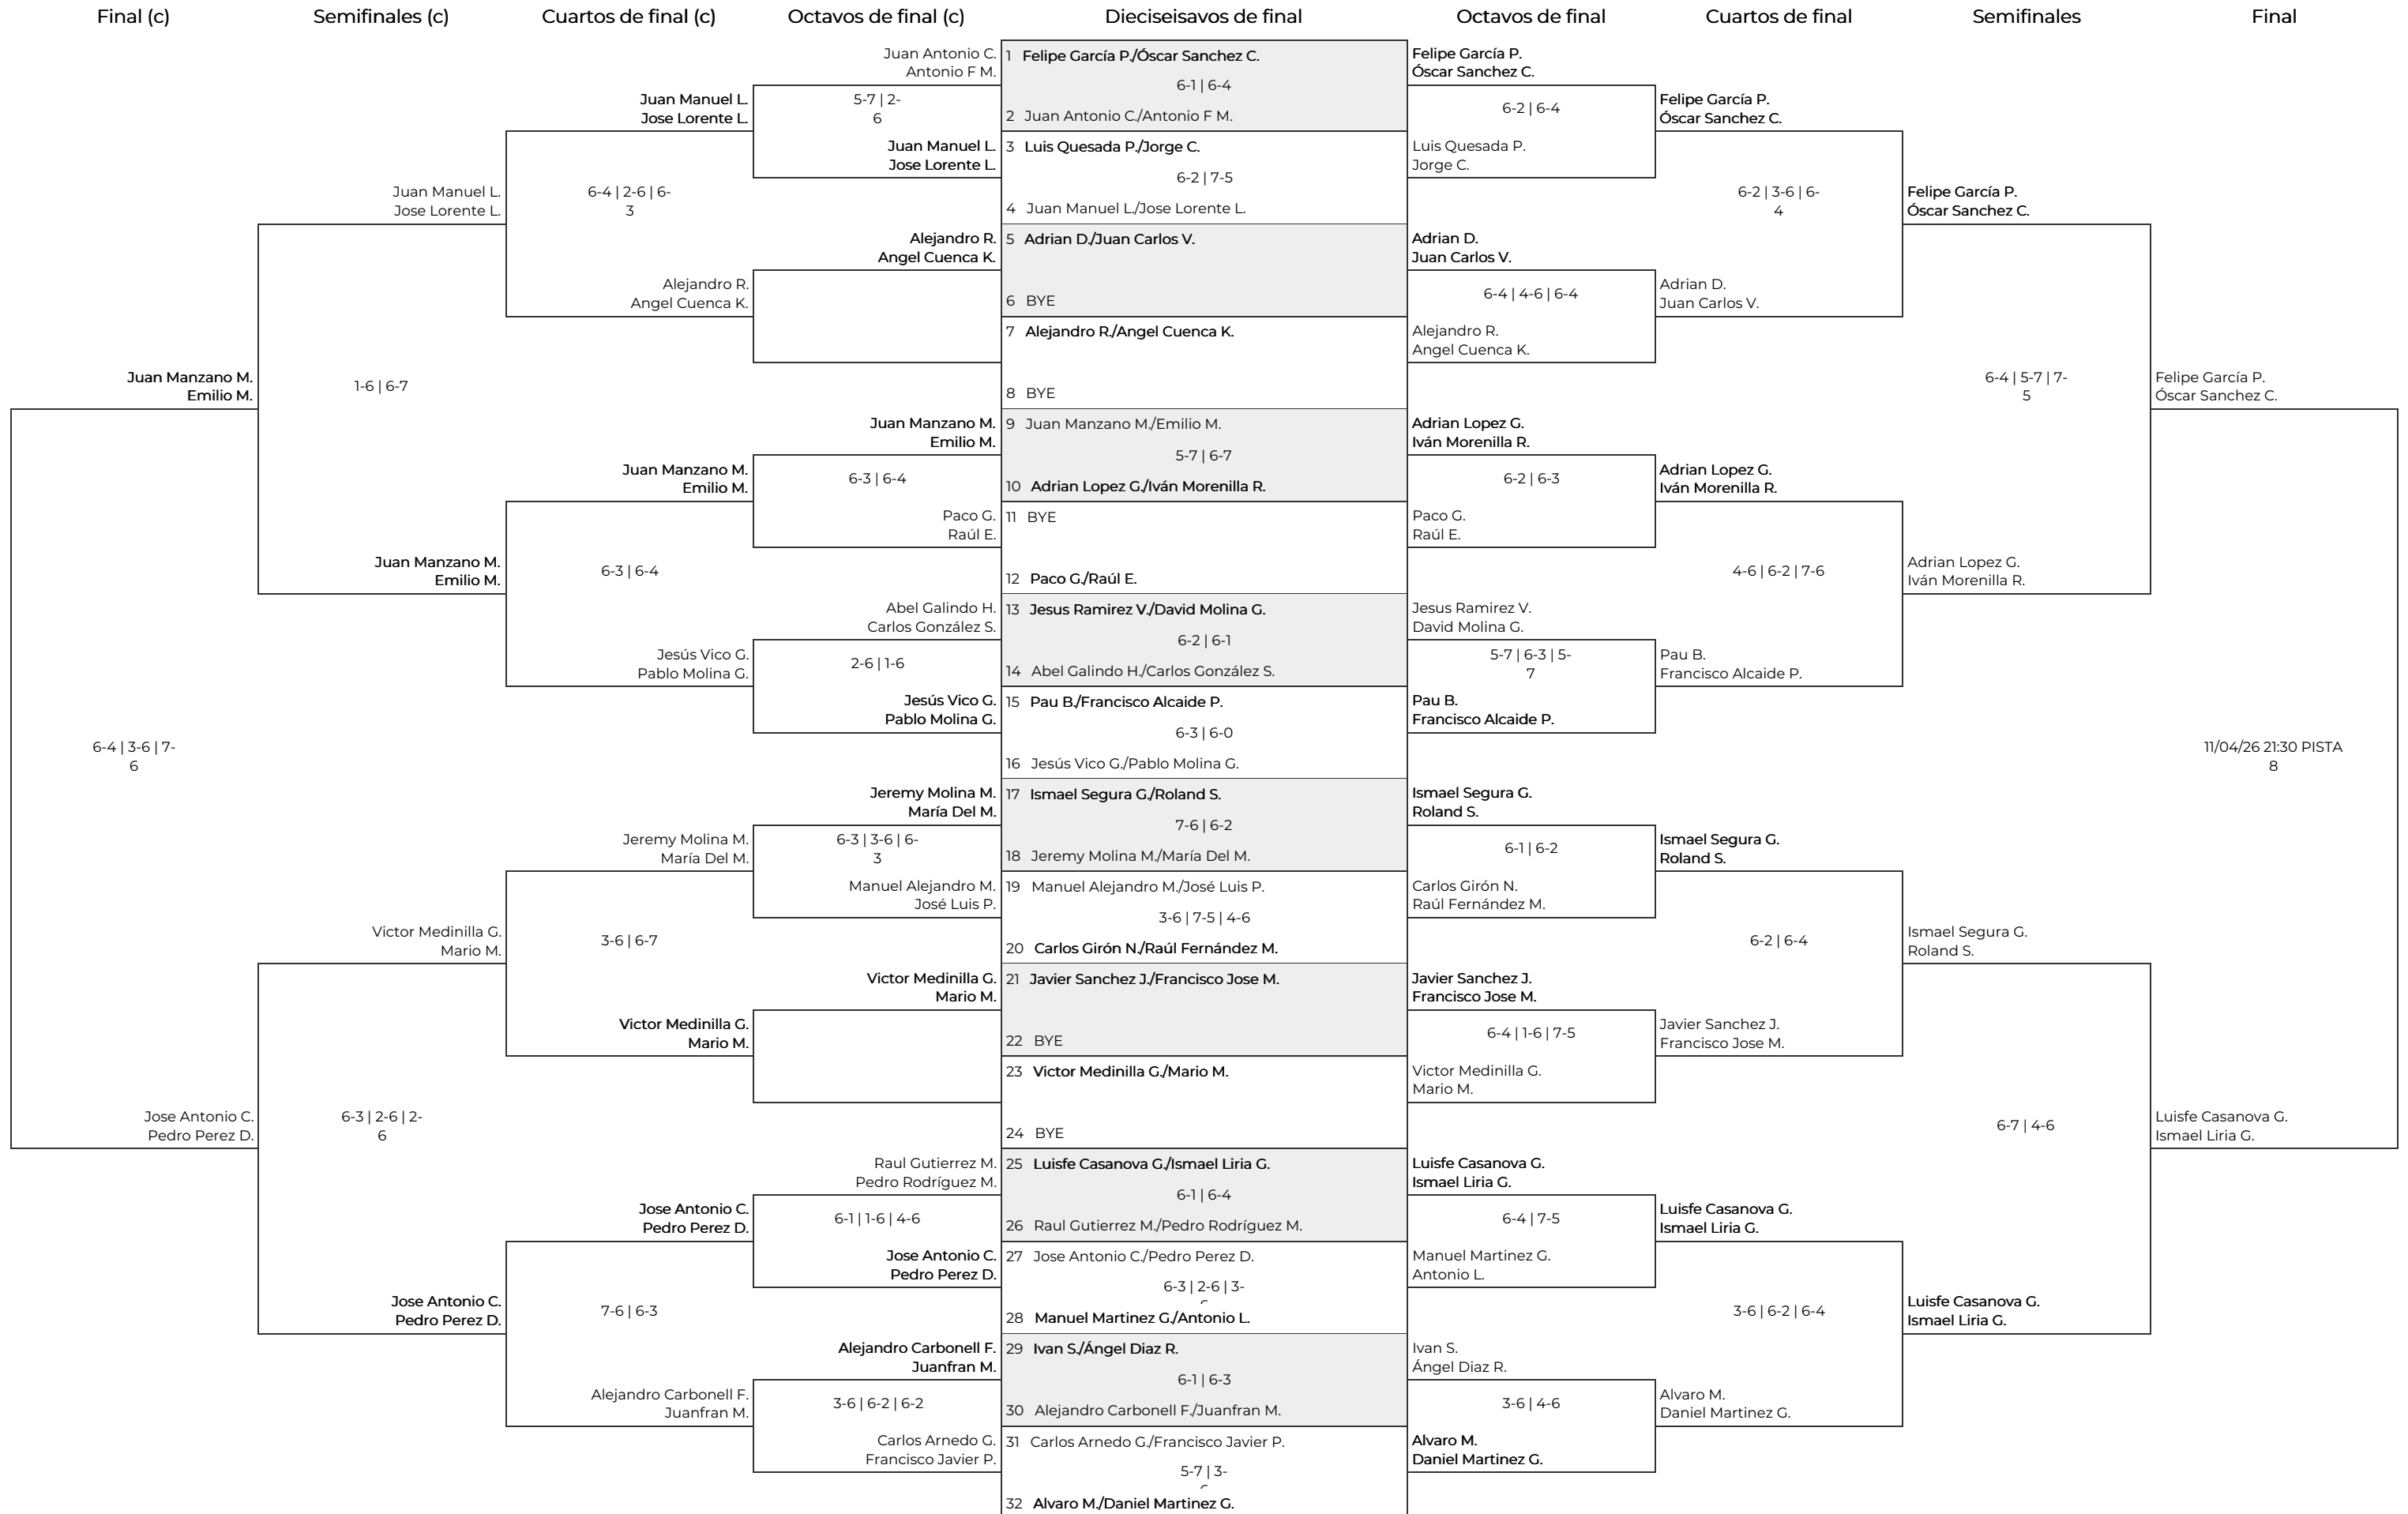 Final (c)
Semifinales (c)
Cuartos de final (c)
Octavos de final (c)
Dieciseisavos de final
Octavos de final
Cuartos de final
Semifinales
Final
Juan Manzano M.
Emilio M.
6-4 | 3-6 | 7-
6
Jose Antonio C.
Pedro Perez D.
Juan Manuel L.
Jose Lorente L.
1-6 | 6-7
Juan Manzano M.
Emilio M.
Victor Medinilla G.
Mario M.
6-3 | 2-6 | 2-
6
Jose Antonio C.
Pedro Perez D.
Juan Manuel L.
Jose Lorente L.
6-4 | 2-6 | 6-
3
Alejandro R.
Angel Cuenca K.
Juan Manzano M.
Emilio M.
6-3 | 6-4
Jesús Vico G.
Pablo Molina G.
Jeremy Molina M.
María Del M.
3-6 | 6-7
Victor Medinilla G.
Mario M.
Jose Antonio C.
Pedro Perez D.
7-6 | 6-3
Alejandro Carbonell F.
Juanfran M.
Juan Antonio C.
Antonio F M.
5-7 | 2-
6
Juan Manuel L.
Jose Lorente L.
Alejandro R.
Angel Cuenca K.
Juan Manzano M.
Emilio M.
6-3 | 6-4
Paco G.
Raúl E.
Abel Galindo H.
Carlos González S.
2-6 | 1-6
Jesús Vico G.
Pablo Molina G.
Jeremy Molina M.
María Del M.
6-3 | 3-6 | 6-
3
Manuel Alejandro M.
José Luis P.
Victor Medinilla G.
Mario M.
Raul Gutierrez M.
Pedro Rodríguez M.
6-1 | 1-6 | 4-6
Jose Antonio C.
Pedro Perez D.
Alejandro Carbonell F.
Juanfran M.
3-6 | 6-2 | 6-2
Carlos Arnedo G.
Francisco Javier P.
1 Felipe García P./Óscar Sanchez C.
6-1 | 6-4
2 Juan Antonio C./Antonio F M.
3 Luis Quesada P./Jorge C.
6-2 | 7-5
4 Juan Manuel L./Jose Lorente L.
5 Adrian D./Juan Carlos V.
6 BYE
7 Alejandro R./Angel Cuenca K.
8 BYE
9 Juan Manzano M./Emilio M.
5-7 | 6-7
10 Adrian Lopez G./Iván Morenilla R.
11 BYE
12 Paco G./Raúl E.
13 Jesus Ramirez V./David Molina G.
6-2 | 6-1
14 Abel Galindo H./Carlos González S.
15 Pau B./Francisco Alcaide P.
6-3 | 6-0
16 Jesús Vico G./Pablo Molina G.
17 Ismael Segura G./Roland S.
7-6 | 6-2
18 Jeremy Molina M./María Del M.
19 Manuel Alejandro M./José Luis P.
3-6 | 7-5 | 4-6
20 Carlos Girón N./Raúl Fernández M.
21 Javier Sanchez J./Francisco Jose M.
22 BYE
23 Victor Medinilla G./Mario M.
24 BYE
25 Luisfe Casanova G./Ismael Liria G.
6-1 | 6-4
26 Raul Gutierrez M./Pedro Rodríguez M.
27 Jose Antonio C./Pedro Perez D.
6-3 | 2-6 | 3-
28 Manuel Martinez G./Antonio L.
29 Ivan S./Ángel Diaz R.
6-1 | 6-3
30 Alejandro Carbonell F./Juanfran M.
31 Carlos Arnedo G./Francisco Javier P.
5-7 | 3-
32 Alvaro M./Daniel Martinez G.
Felipe García P.
Óscar Sanchez C.
6-2 | 6-4
Luis Quesada P.
Jorge C.
Adrian D.
Juan Carlos V.
6-4 | 4-6 | 6-4
Alejandro R.
Angel Cuenca K.
Adrian Lopez G.
Iván Morenilla R.
6-2 | 6-3
Paco G.
Raúl E.
Jesus Ramirez V.
David Molina G.
5-7 | 6-3 | 5-
7
Pau B.
Francisco Alcaide P.
Ismael Segura G.
Roland S.
6-1 | 6-2
Carlos Girón N.
Raúl Fernández M.
Javier Sanchez J.
Francisco Jose M.
6-4 | 1-6 | 7-5
Victor Medinilla G.
Mario M.
Luisfe Casanova G.
Ismael Liria G.
6-4 | 7-5
Manuel Martinez G.
Antonio L.
Ivan S.
Ángel Diaz R.
3-6 | 4-6
Alvaro M.
Daniel Martinez G.
Felipe García P.
Óscar Sanchez C.
6-2 | 3-6 | 6-
4
Adrian D.
Juan Carlos V.
Adrian Lopez G.
Iván Morenilla R.
4-6 | 6-2 | 7-6
Pau B.
Francisco Alcaide P.
Ismael Segura G.
Roland S.
6-2 | 6-4
Javier Sanchez J.
Francisco Jose M.
Luisfe Casanova G.
Ismael Liria G.
3-6 | 6-2 | 6-4
Alvaro M.
Daniel Martinez G.
Felipe García P.
Óscar Sanchez C.
6-4 | 5-7 | 7-
5
Adrian Lopez G.
Iván Morenilla R.
Ismael Segura G.
Roland S.
6-7 | 4-6
Luisfe Casanova G.
Ismael Liria G.
Felipe García P.
Óscar Sanchez C.
11/04/26 21:30 PISTA
8
Luisfe Casanova G.
Ismael Liria G.